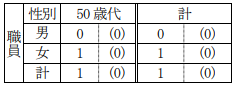 職員 性別 50歳代 計
男 0 (0) 0 (0)
女 1 (0) 1 (0)
計 1 (0) 1 (0)